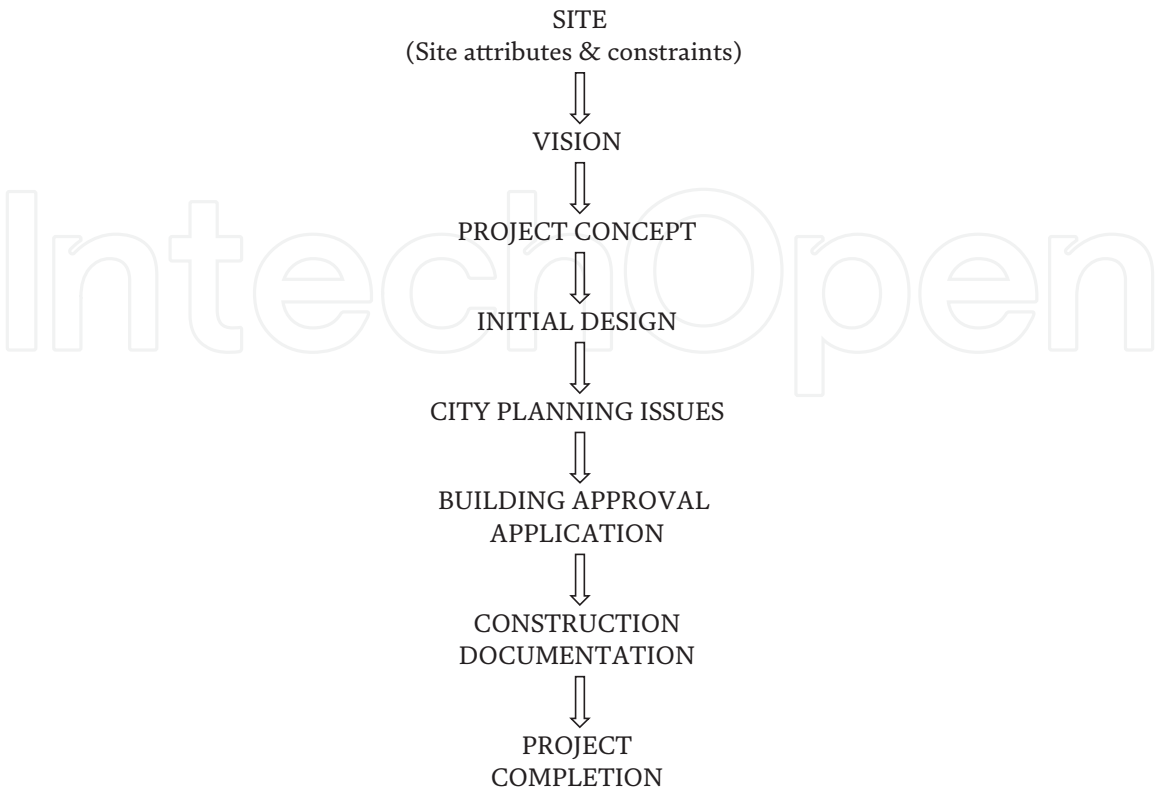 SITE
(Site attributes & constraints)
VISION
IntechOpen
PROJECT CONCEPT
INITIAL DESIGN
CITY PLANNING ISSUES
BUILDING APPROVAL
APPLICATION
CONSTRUCTION
DOCUMENTATION
PROJECT
COMPLETION